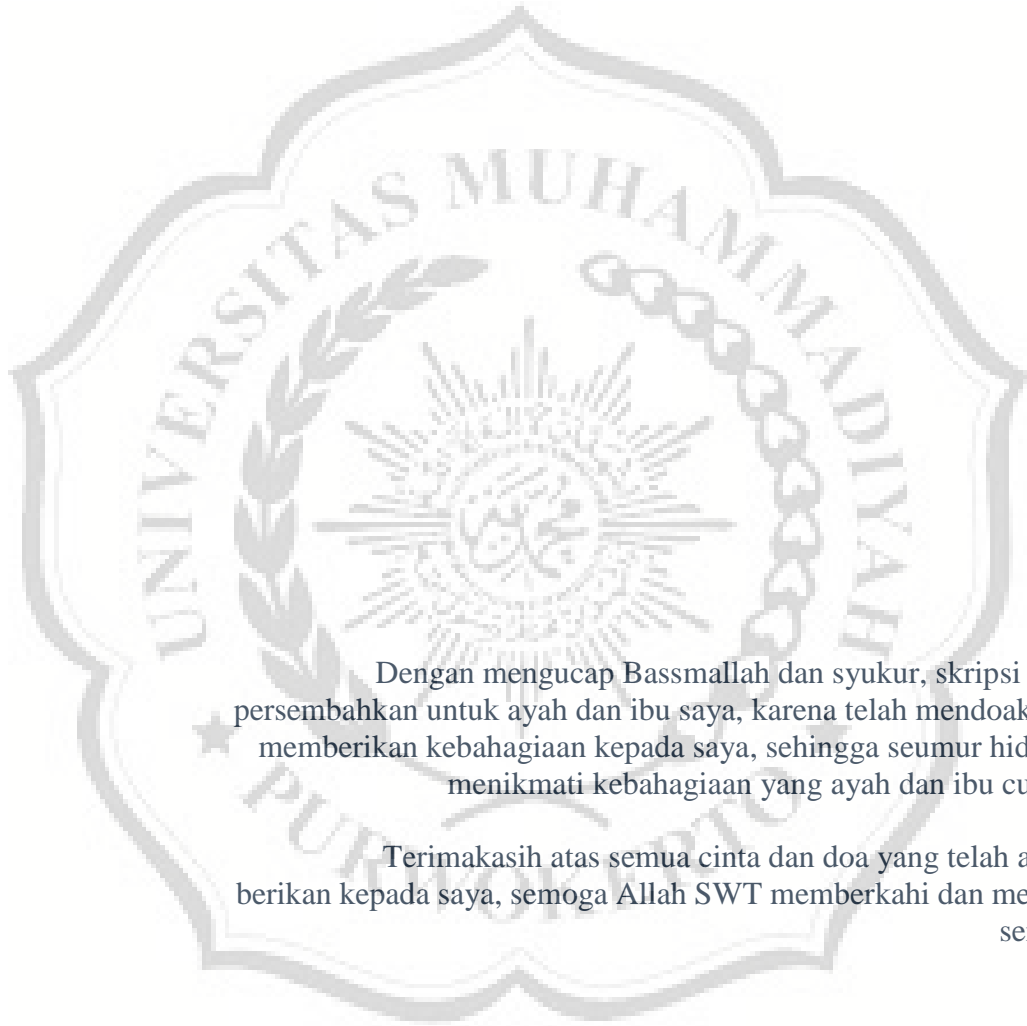 UNIVERSITAS MUHAMMADIYAH
PURWOKERTO
Dengan mengucap Bassmallah dan syukur, skripsi
persembahkan untuk ayah dan ibu saya, karena telah mendoak
memberikan kebahagiaan kepada saya, sehingga seumur hid
menikmati kebahagiaan yang ayah dan ibu cu
Terimakasih atas semua cinta dan doa yang telah a
berikan kepada saya, semoga Allah SWT memberkahi dan me
se